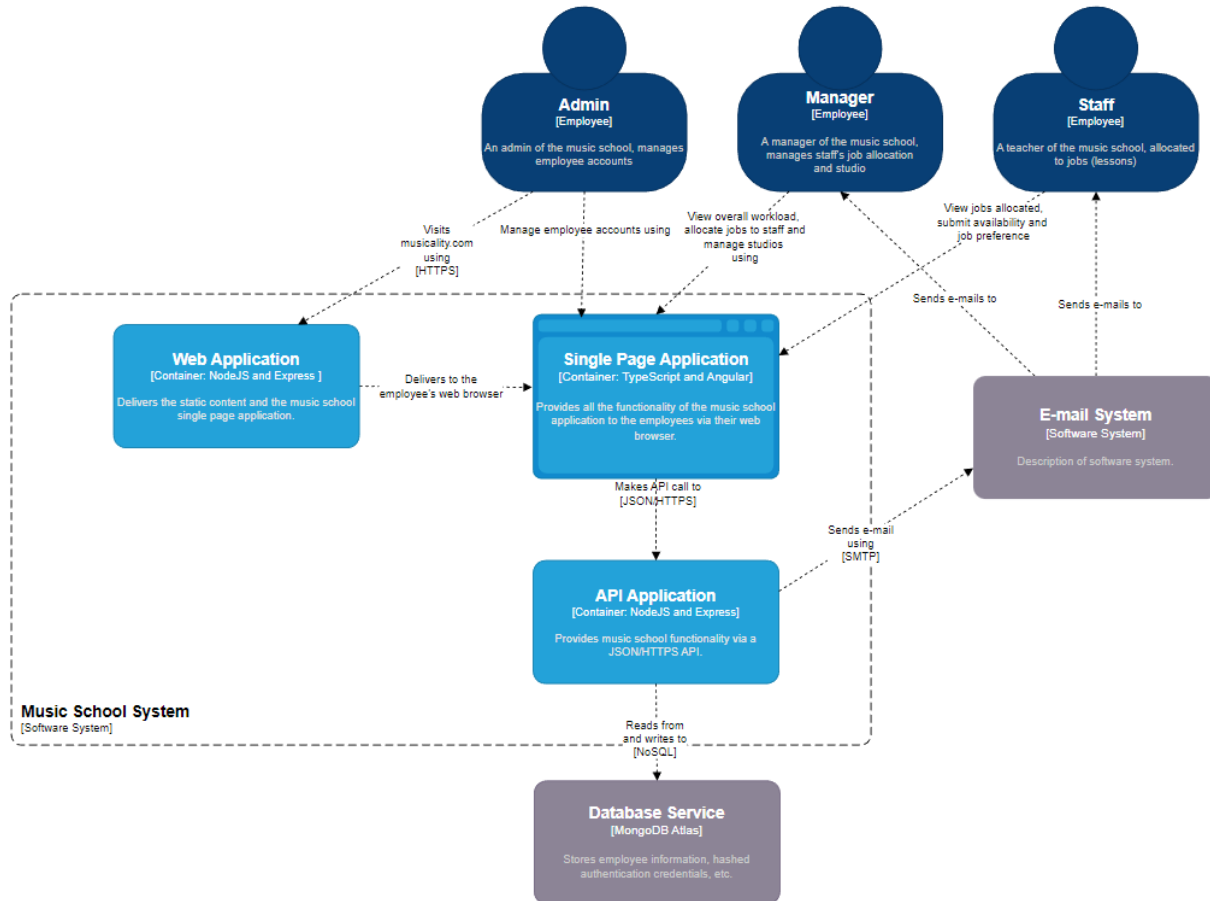 Admin
[Employee]
An admin of the music school, manages
employee accounts
Manager
[Employee]
A manager of the music school,
manages staff's job allocation
and studio
Staff
[Employee]
A teacher of the music school, allocated
to jobs (lessons)
Visits
musicality.com
using
[HTTPS]
Manage employee accounts using
View overall workload,
allocate jobs to staff and
manage studios
using
View jobs allocated,
submit availability and
job preference
Sends e-mails to
Sends e-mails to
Web Application
[Container: NodeJS and Express ]
Delivers the static content and the music school
single page application.
Delivers to the
employee's web browser
Single Page Application
[Container: TypeScript and Angular]
Provides all the functionality of the music school
application to the employees via their web
browser.
E-mail System
[Software System]
Description of software system.
Makes API call to
[JSON/HTTPS]
Sends e-mail
using
[SMTP]
API Application
[Container: NodeJS and Express]
Provides music school functionality via a
JSON/HTTPS API.
Music School System
[Software System]
Reads from
and writes to
[NoSQL]
Database Service
[MongoDB Atlas]
Stores employee information, hashed
authentication credentials, etc.